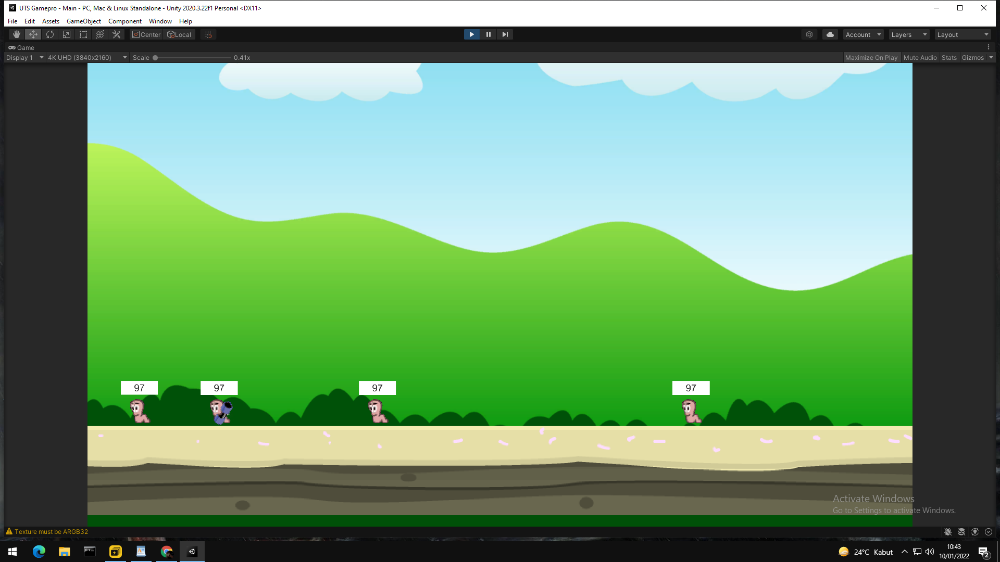 UTS Gamepro - Main - PC, Mac & Linux Standalone - Unity 2020.3.22f1 Personal <DX11>
File Edit Assets GameObject Component Window Help
Center Local Account Layers Layout
Game
Display 1 4K UHD (3840x2160) Scale 0.41x Maximize On Play Mute Audio Stats Gizmos
97 97 97 97
Activate Windows
Go to Settings to activate Windows.
Texture must be ARGB32
24°C Kabut
10:43
10/01/2022
2